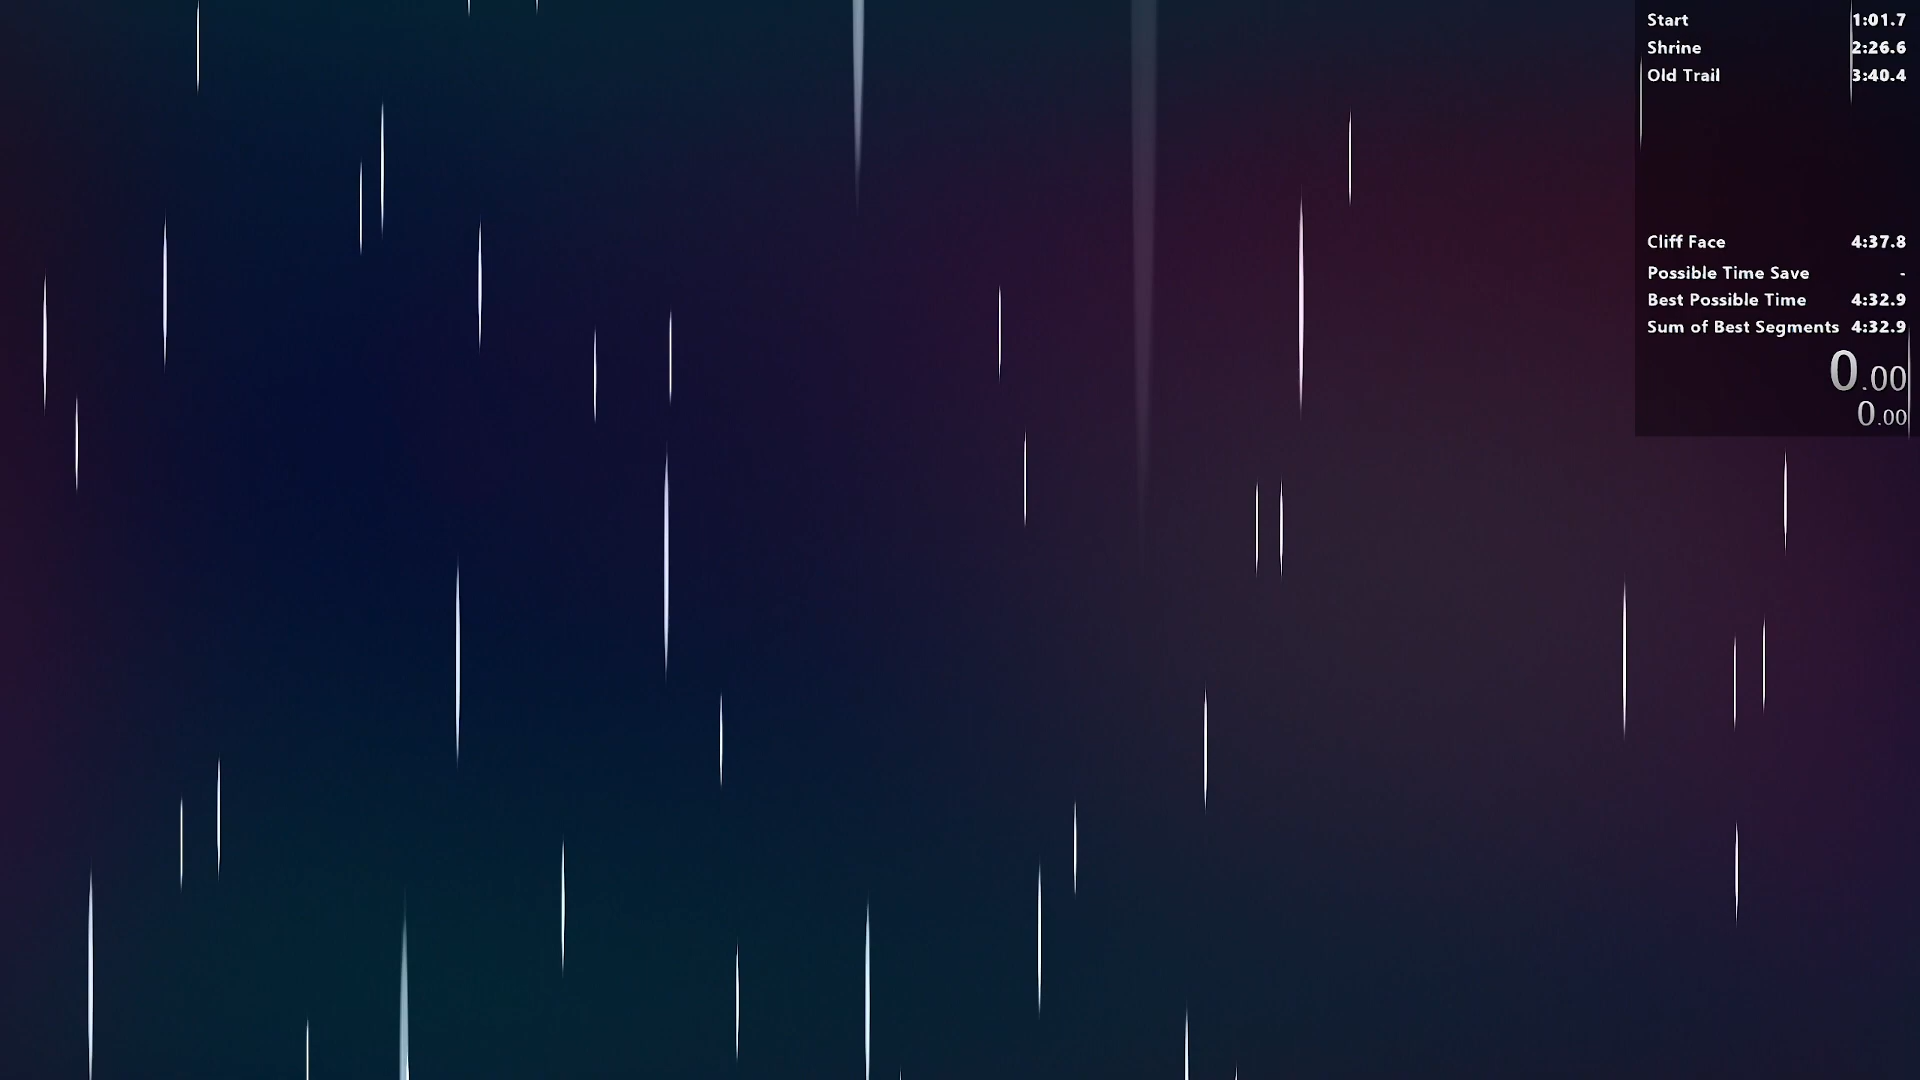 Start 1:01.7
Shrine 2:26.6
Old Trail 3:40.4
Cliff Face 4:37.8
Possible Time Save -
Best Possible Time 4:32.9
Sum of Best Segments 4:32.9
0.00
0.00